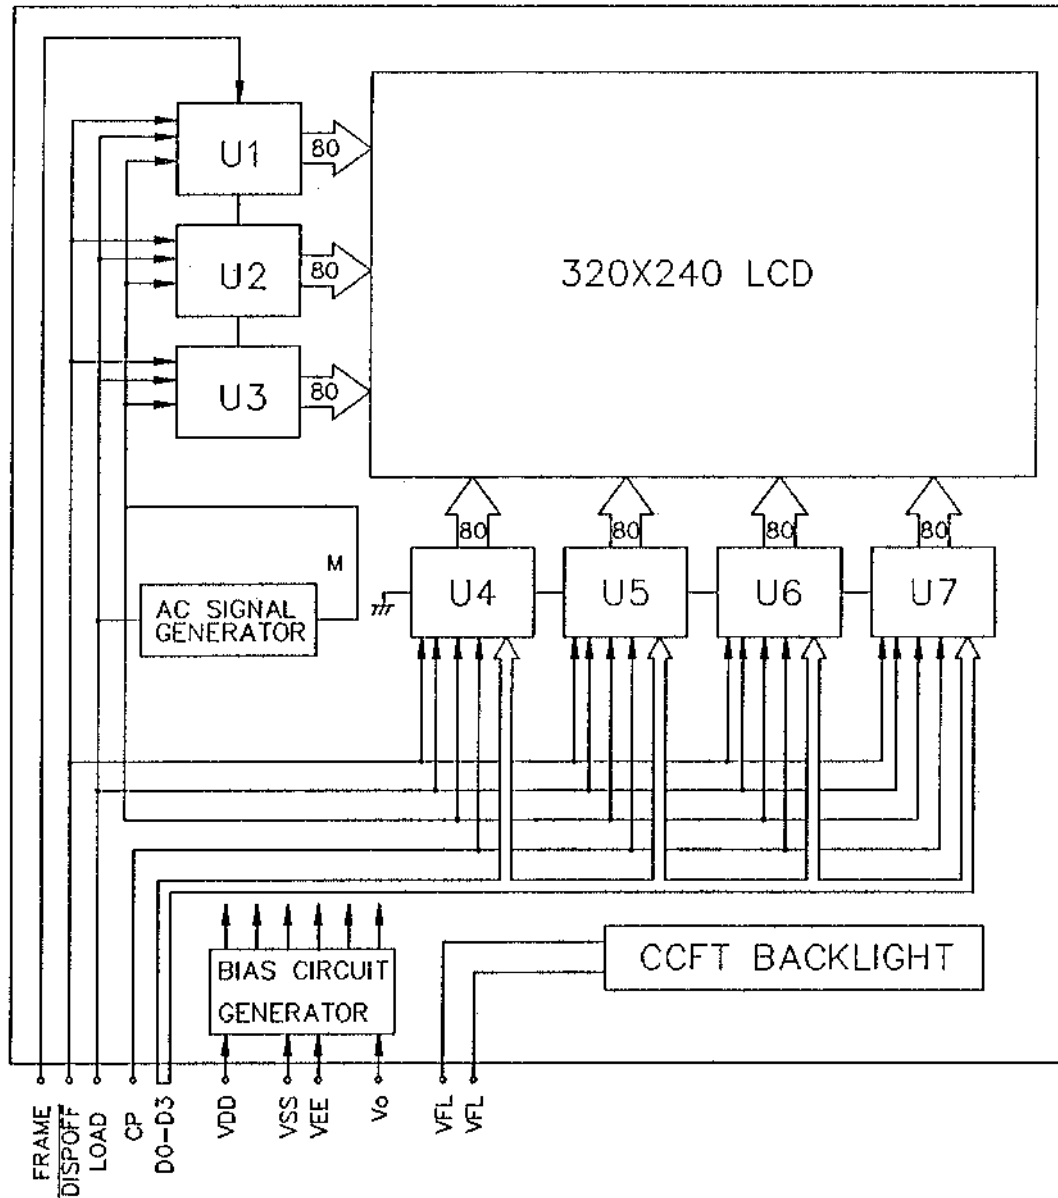 U1
80
U2
80
320X240 LCD
U3
80
80
80
80
80
M
U4
U5
U6
U7
AC SIGNAL
GENERATOR
CCFT BACKLIGHT
BIAS CIRCUIT
GENERATOR
FRAME
DISPOFF
LOAD
CP
D0-D3
VDD
VSS
VEE
Vo
VFL
VFL